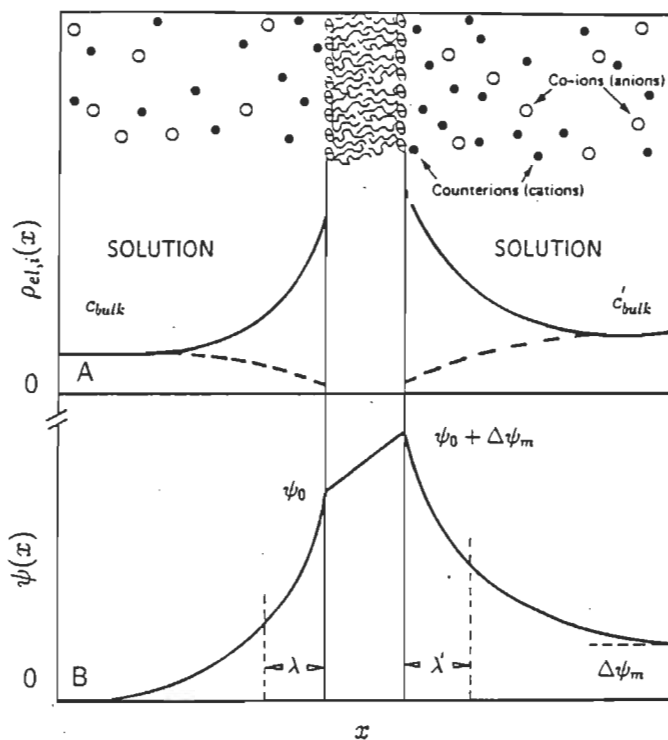 Co-ions (anions)
Counterions (cations)
SOLUTION
SOLUTION
ρel,i(x)
cbulk
c'bulk
0
A
ψ0 + Δψm
ψ0
ψ(x)
λ
λ'
0
B
Δψm
x